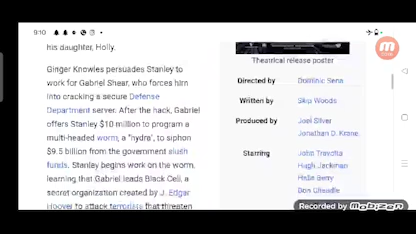 9:10
his daughter, Holly.
Ginger Knowles persuades Stanley to
work for Gabriel Shear, who forces him
into cracking a secure Defense
Department server. After the hack, Gabriel
offers Stanley $10 million to program a
multi-headed worm, a "hydra", to siphon
$9.5 billion from the government slush
funds. Stanley begins work on the worm,
learning that Gabriel leads Black Cell, a
secret organization created by J. Edgar
Hoover to attack terrorists that threaten
Theatrical release poster
Directed by Dominic Sena
Written by Skip Woods
Produced by Joel Silver
Jonathan D. Krane
Starring John Travolta
Hugh Jackman
Halle Berry
Don Cheadle
Recorded by Mobizen